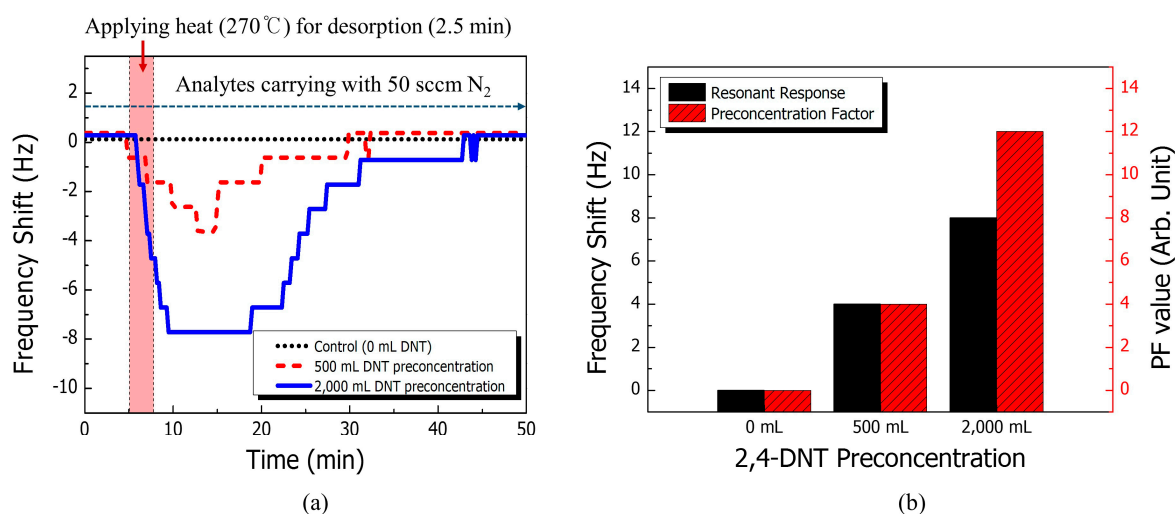 Applying heat (270℃) for desorption (2.5 min)
Analytes carrying with 50 sccm N2
2
0
-2
-4
-6
-8
-10
Frequency Shift (Hz)
Control (0 mL DNT)
500 mL DNT preconcentration
2,000 mL DNT preconcentration
0 10 20 30 40 50
Time (min)
(a)
14
12
10
8
6
4
2
0
Frequency Shift (Hz)
Resonant Response
Preconcentration Factor
14
12
10
8
6
4
2
0
PF value (Arb. Unit)
0 mL 500 mL 2,000 mL
2,4-DNT Preconcentration
(b)